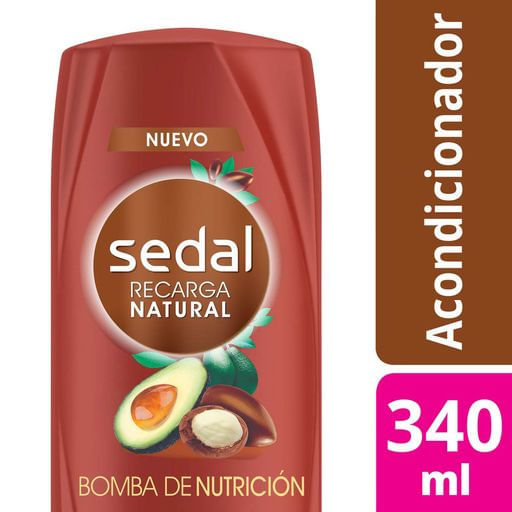 NUEVO
sedal
RECARGA
NATURAL
BOMBA DE NUTRICIÓN
Acondicionador
340
ml